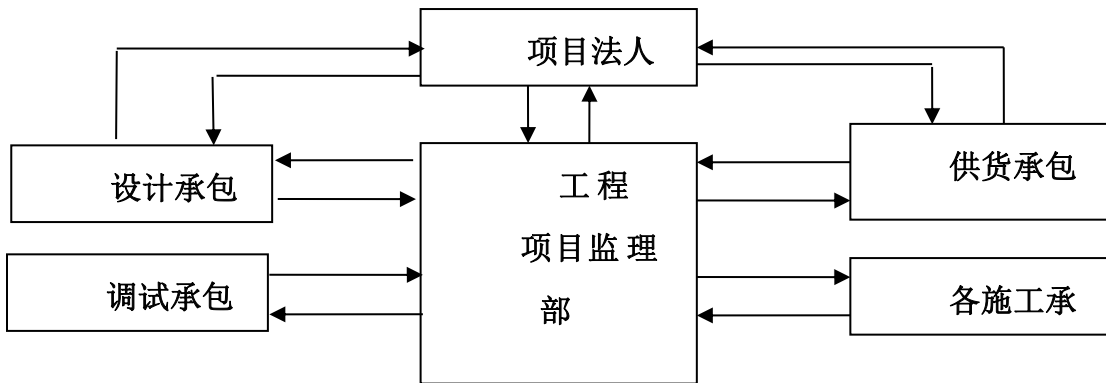 项目法人
设计承包
工程
项目监理
部
供货承包
调试承包
各施工承